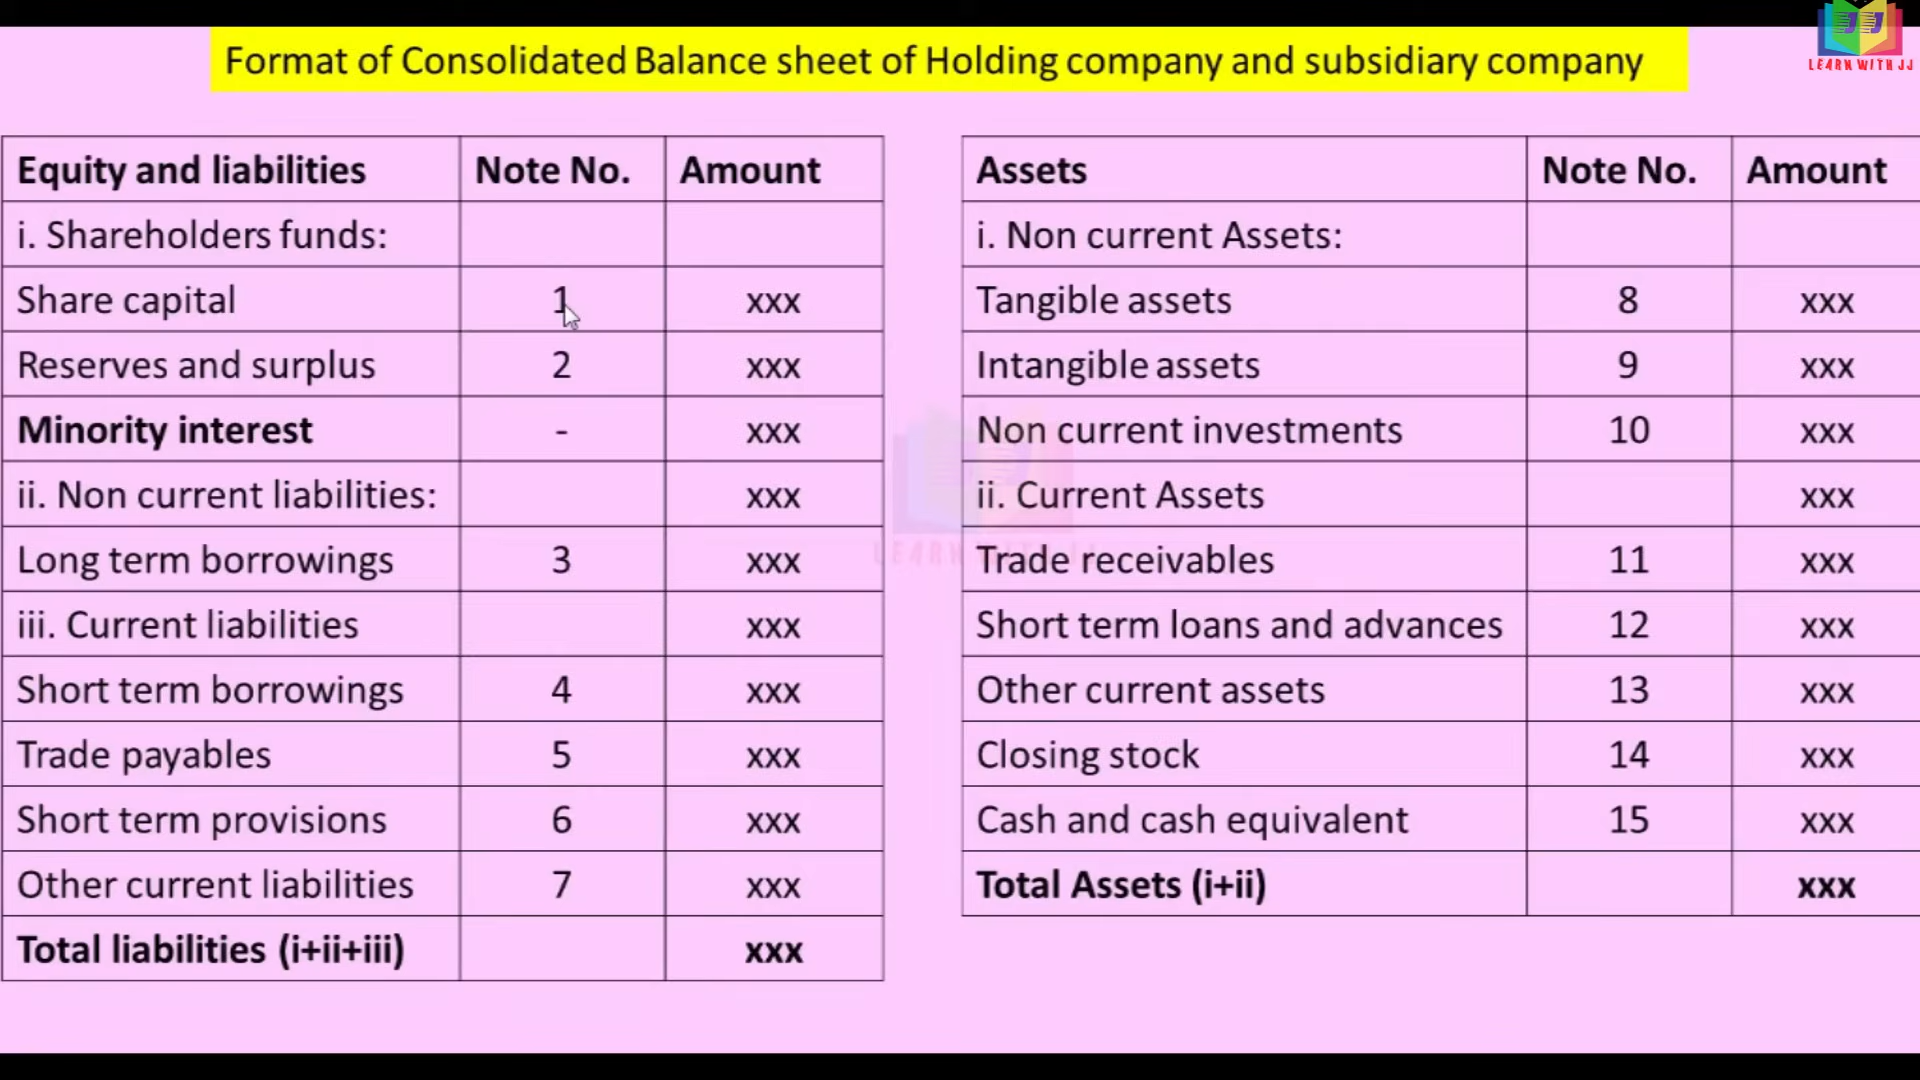 Format of Consolidated Balance sheet of Holding company and subsidiary company
LEARN WITH JJ
Equity and liabilities Note No. Amount
i. Shareholders funds:
Share capital 1 xxx
Reserves and surplus 2 xxx
Minority interest - xxx
ii. Non current liabilities: xxx
Long term borrowings 3 xxx
iii. Current liabilities xxx
Short term borrowings 4 xxx
Trade payables 5 xxx
Short term provisions 6 xxx
Other current liabilities 7 xxx
Total liabilities (i+ii+iii) xxx
Assets Note No. Amount
i. Non current Assets:
Tangible assets 8 xxx
Intangible assets 9 xxx
Non current investments 10 xxx
ii. Current Assets xxx
Trade receivables 11 xxx
Short term loans and advances 12 xxx
Other current assets 13 xxx
Closing stock 14 xxx
Cash and cash equivalent 15 xxx
Total Assets (i+ii) xxx
LEARN WITH JJ